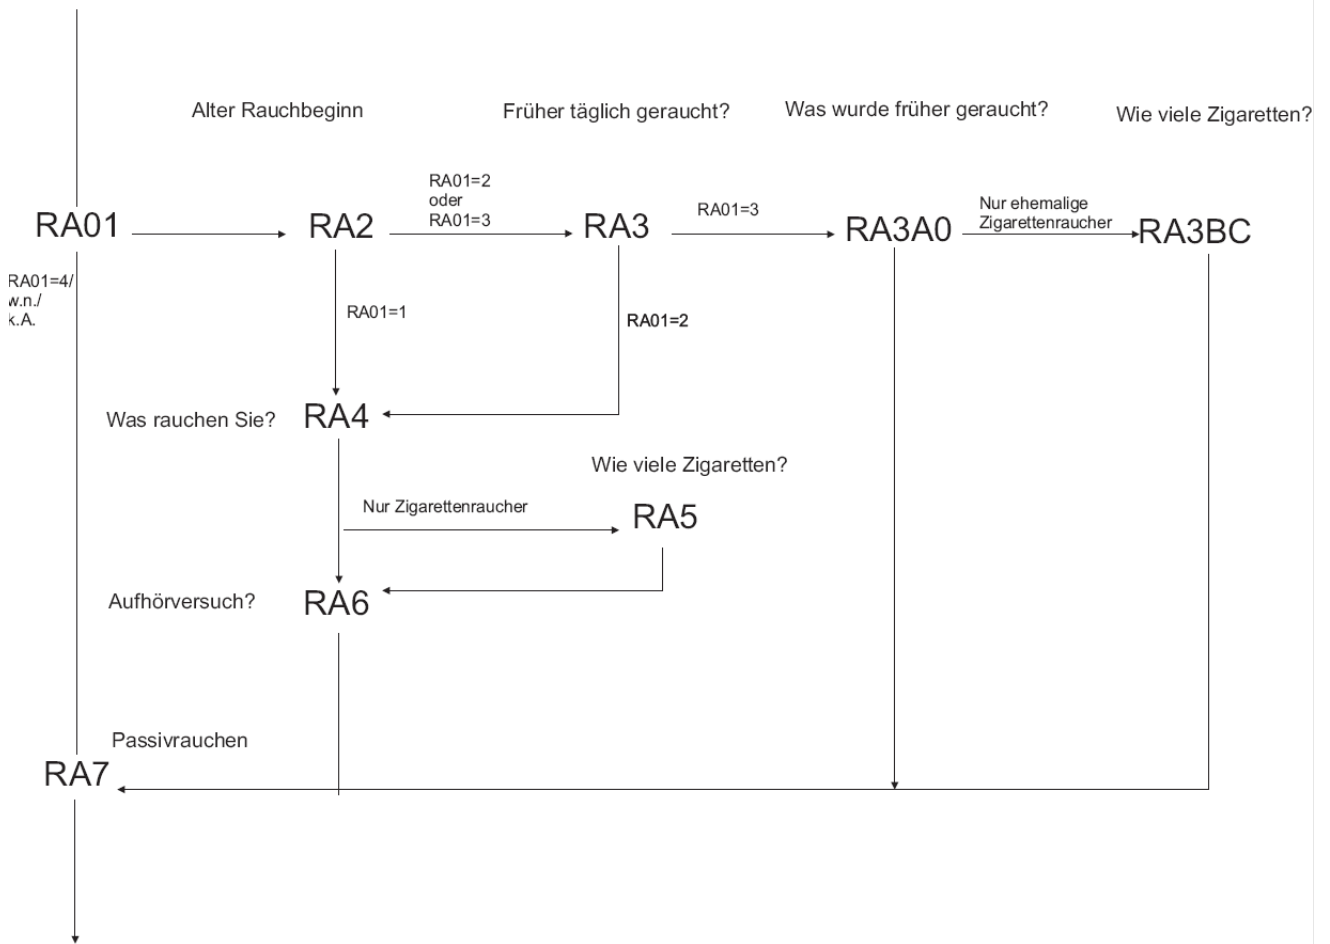 Alter Rauchbeginn
Früher täglich geraucht?
Was wurde früher geraucht?
Wie viele Zigaretten?
RA01
RA2
RA01=2
oder
RA01=3
RA3
RA01=3
RA3A0
Nur ehemalige
Zigarettenraucher
RA3BC
RA01=4/
w.n./
k.A.
RA01=1
RA01=2
Was rauchen Sie?
RA4
Wie viele Zigaretten?
Nur Zigarettenraucher
RA5
Aufhörversuch?
RA6
Passivrauchen
RA7